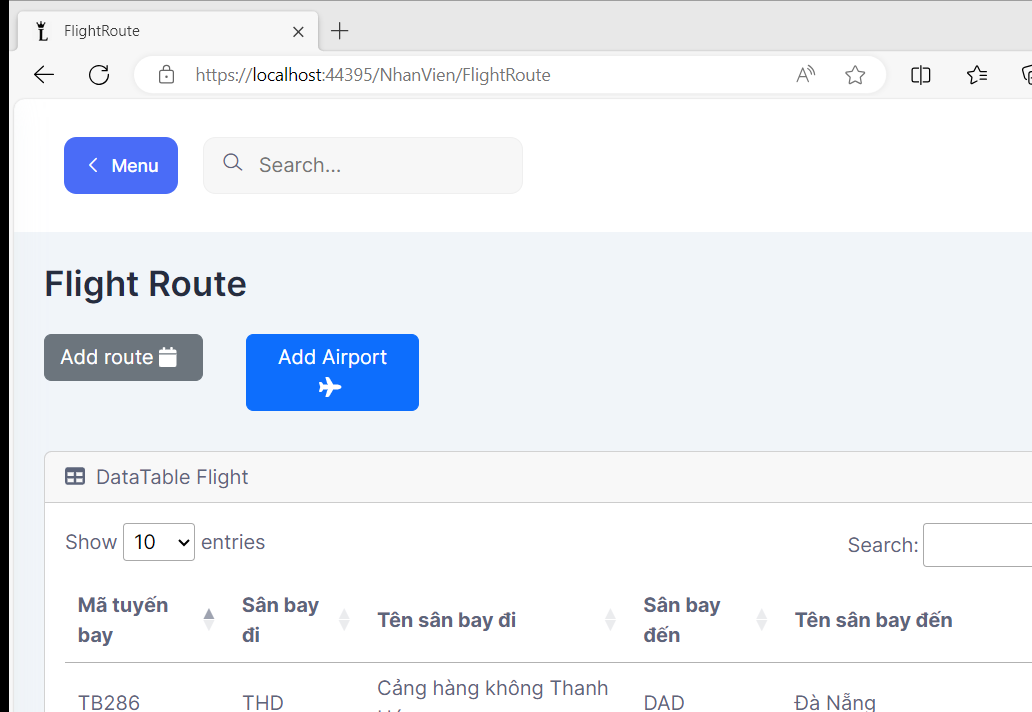 FlightRoute
https://localhost:44395/NhanVien/FlightRoute
Menu
Search...
Flight Route
Add route
Add Airport
DataTable Flight
Show 10 entries
Search:
Mã tuyến bay
Sân bay đi
Tên sân bay đi
Sân bay đến
Tên sân bay đến
TB286
THD
Cảng hàng không Thanh
DAD
Đà Nẵng